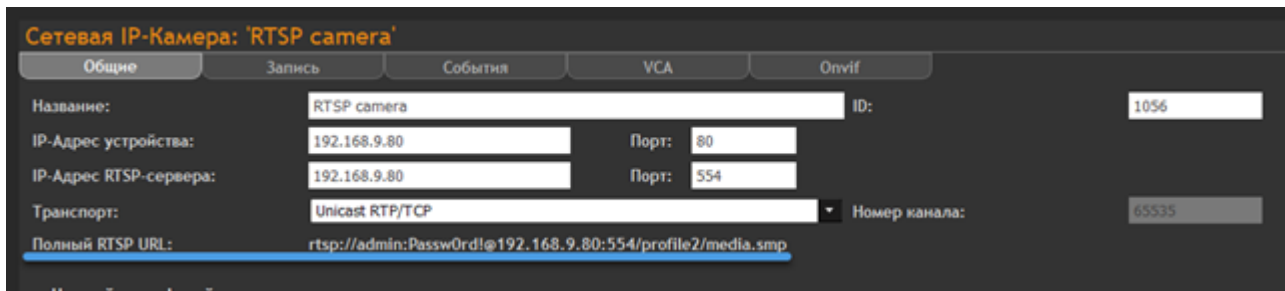 Сетевая IP-Камера: 'RTSP camera'
Общие Запись События VCA Onvif
Название: RTSP camera ID: 1056
IP-Адрес устройства: 192.168.9.80 Порт: 80
IP-Адрес RTSP-сервера: 192.168.9.80 Порт: 554
Транспорт: Unicast RTP/TCP Номер канала: 65535
Полный RTSP URL: rtsp://admin:Passw0rd!@192.168.9.80:554/profile2/media.smp